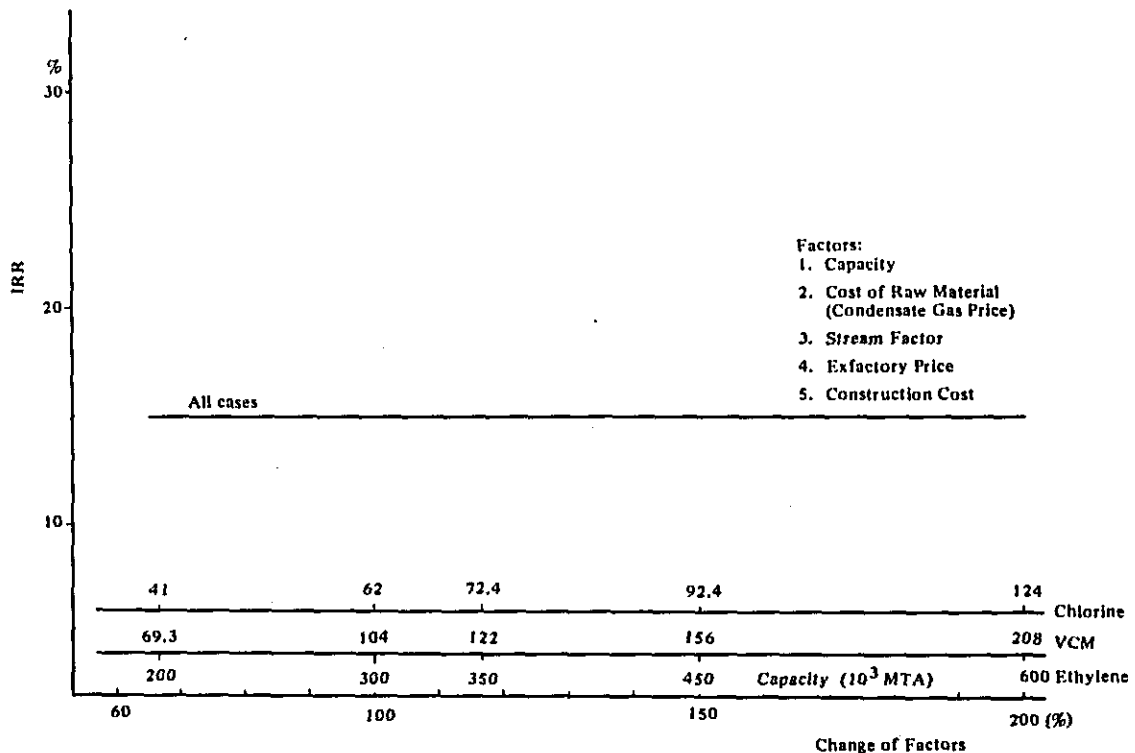 %
30
IRR
20
10
Factors:
1. Capacity
2. Cost of Raw Material
(Condensate Gas Price)
3. Stream Factor
4. Exfactory Price
5. Construction Cost
All cases
41 62 72.4 92.4 124
Chlorine
69.3 104 122 156 208 VCM
200 300 350 450 Capacity (10³ MTA) 600 Ethylene
60 100 150 200 (%)
Change of Factors